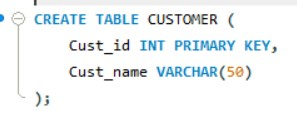 CREATE TABLE CUSTOMER (
    Cust_id INT PRIMARY KEY,
    Cust_name VARCHAR(50)
);